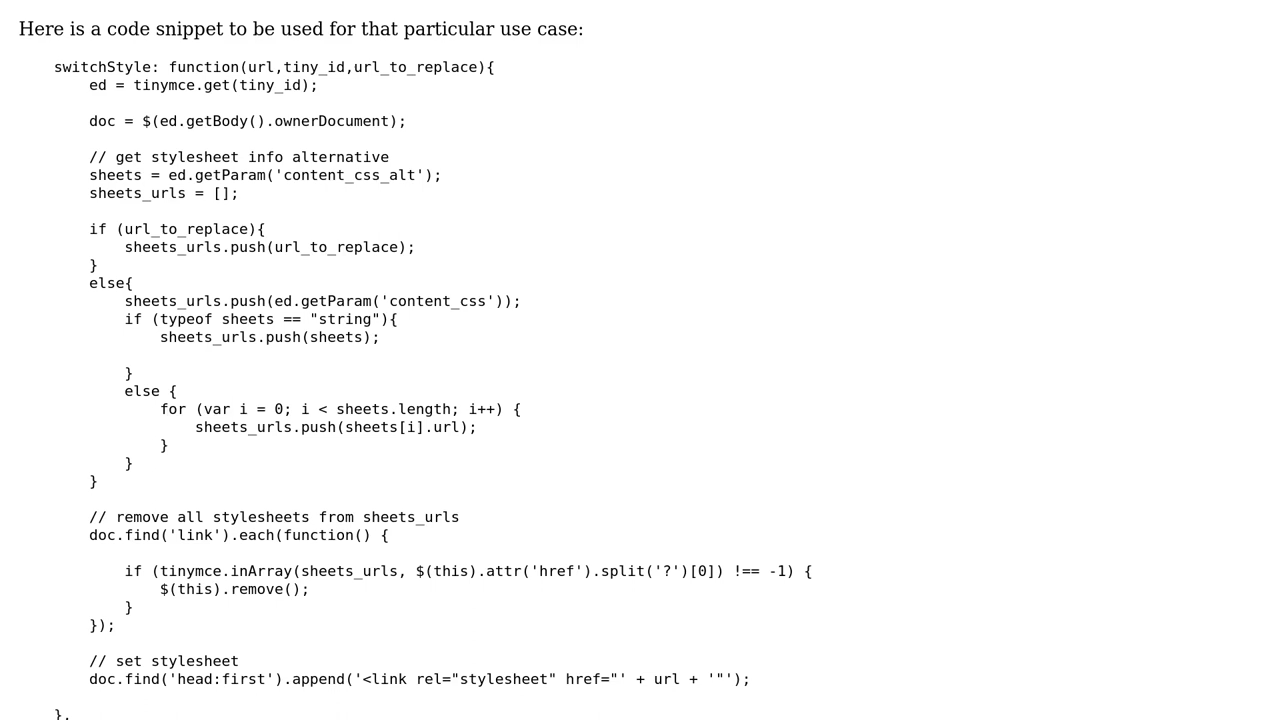 Here is a code snippet to be used for that particular use case:
switchStyle: function(url,tiny_id,url_to_replace){
    ed = tinymce.get(tiny_id);

    doc = $(ed.getBody().ownerDocument);

    // get stylesheet info alternative
    sheets = ed.getParam('content_css_alt');
    sheets_urls = [];

    if (url_to_replace){
        sheets_urls.push(url_to_replace);
    }
    else{
        sheets_urls.push(ed.getParam('content_css'));
        if (typeof sheets == "string"){
            sheets_urls.push(sheets);

        }
        else {
            for (var i = 0; i < sheets.length; i++) {
                sheets_urls.push(sheets[i].url);
            }
        }
    }

    // remove all stylesheets from sheets_urls
    doc.find('link').each(function() {

        if (tinymce.inArray(sheets_urls, $(this).attr('href').split('?')[0]) !== -1) {
            $(this).remove();
        }
    });

    // set stylesheet
    doc.find('head:first').append('<link rel="stylesheet" href="' + url + '"');

},